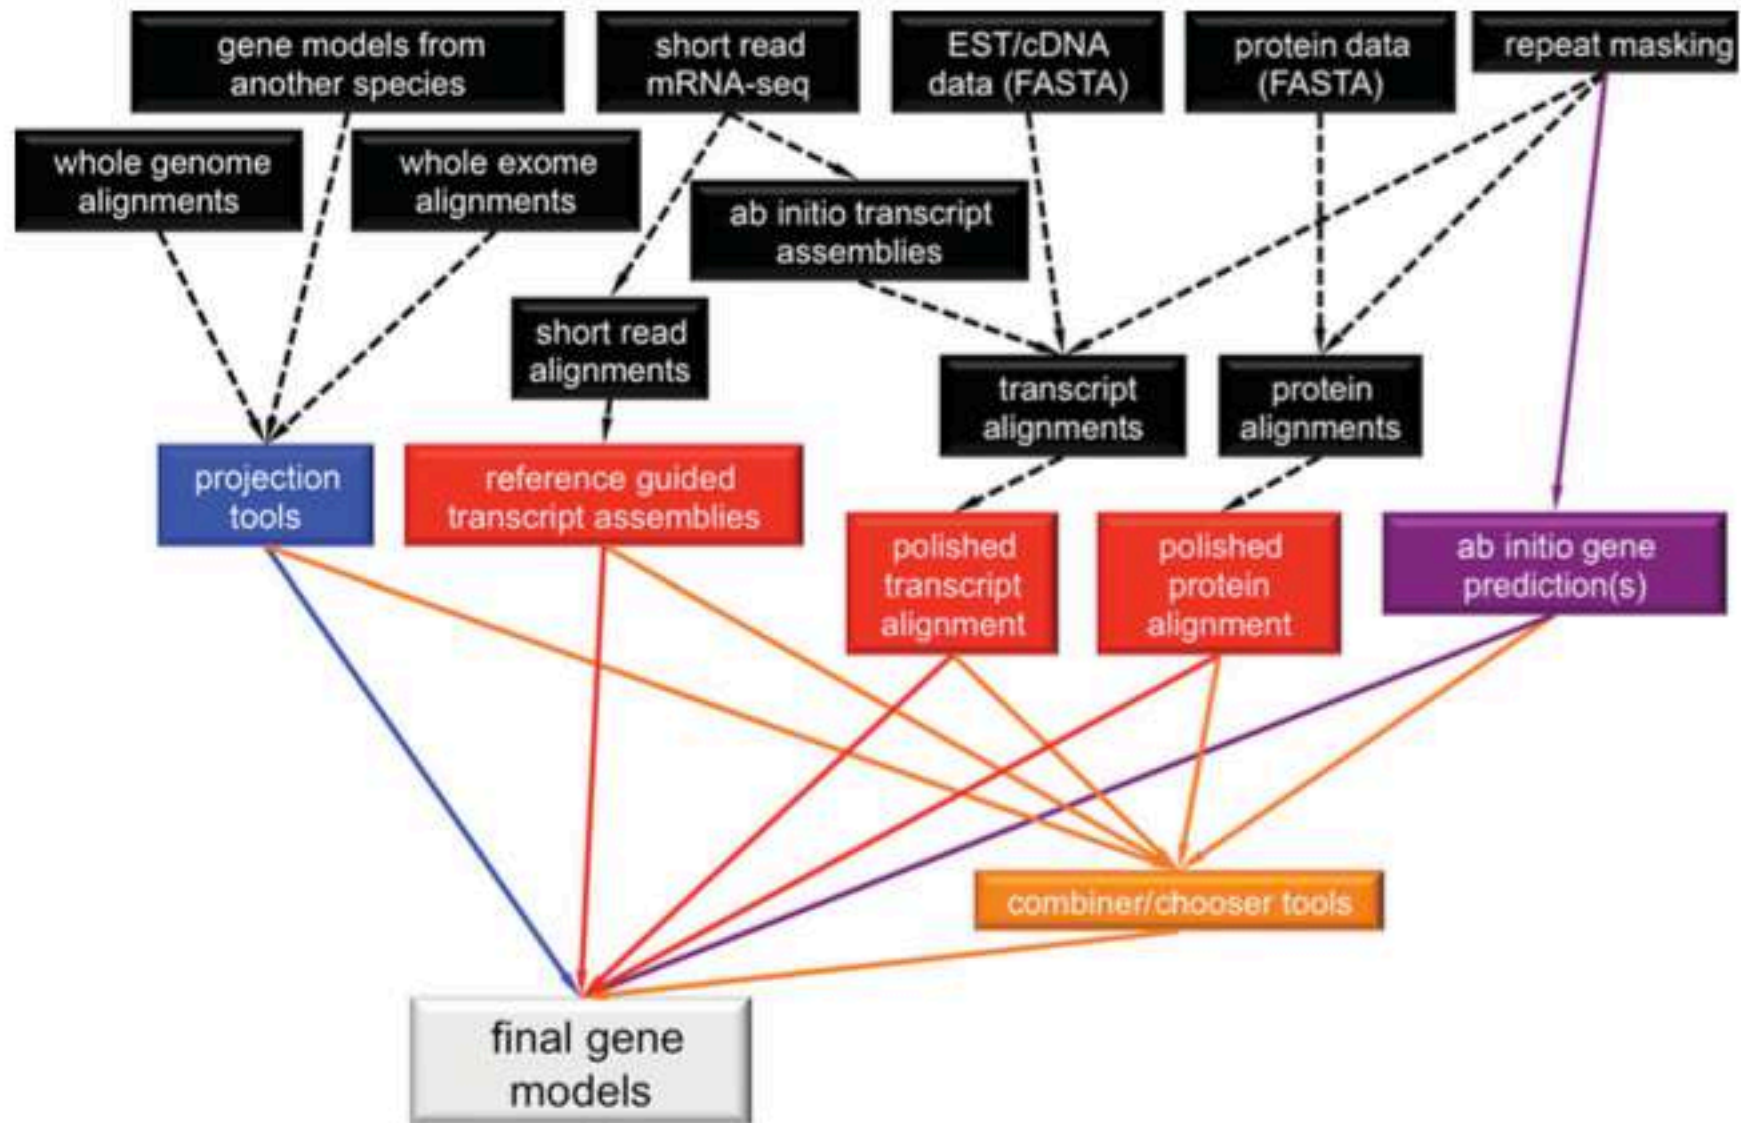 gene models from
another species
short read
mRNA-seq
EST/cDNA
data (FASTA)
protein data
(FASTA)
repeat masking
whole genome
alignments
whole exome
alignments
ab initio transcript
assemblies
short read
alignments
transcript
alignments
protein
alignments
projection
tools
reference guided
transcript assemblies
polished
transcript
alignment
polished
protein
alignment
ab initio gene
prediction(s)
combiner/chooser tools
final gene
models